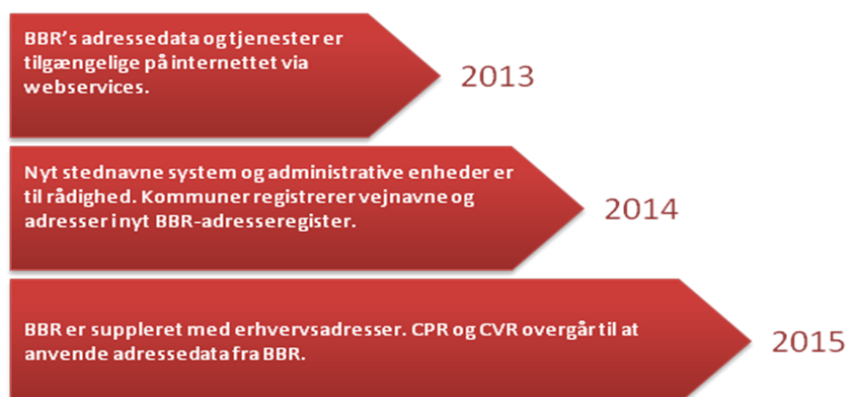 BBR's adressedata og tjenester er
tilgængelige på internettet via
webservices.
2013
Nyt stednavne system og administrative enheder er
til rådighed. Kommuner registrerer vejnavne og
adresser i nyt BBR-adresseregister.
2014
BBR er suppleret med erhvervsadresser. CPR og CVR overgår til at
anvende adressedata fra BBR.
2015